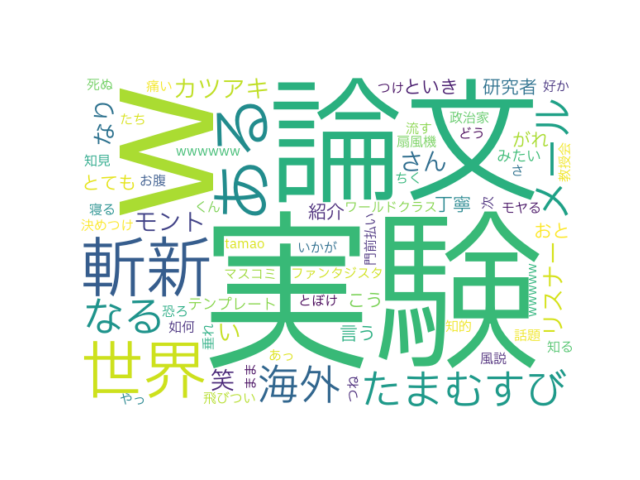 死ぬ
痛い
カツアキ
つけ
といき
研究者
好か
なり
たち
W
ある
論文
流す
政治家
どう
メール
知見
wwwwww
扇風機
がれ
みたい
教授会
とても
お腹
さん
ちく
さ
寝る
くん
紹介
ワールドクラス
丁寧
次
モヤる
決めつけ
モント
tamao
いかが
門前払い
おと
斬新
実験
マスコミ
ファンタジスタ
リスナー
wwwwww
なる
恐ろ
テンプレート
とぼけ
こう
如何
垂れ
い
言う
知的
話題
世界
笑
まま
あっ
海外
つね
風説
知る
やっ
飛びつい
たまむすび